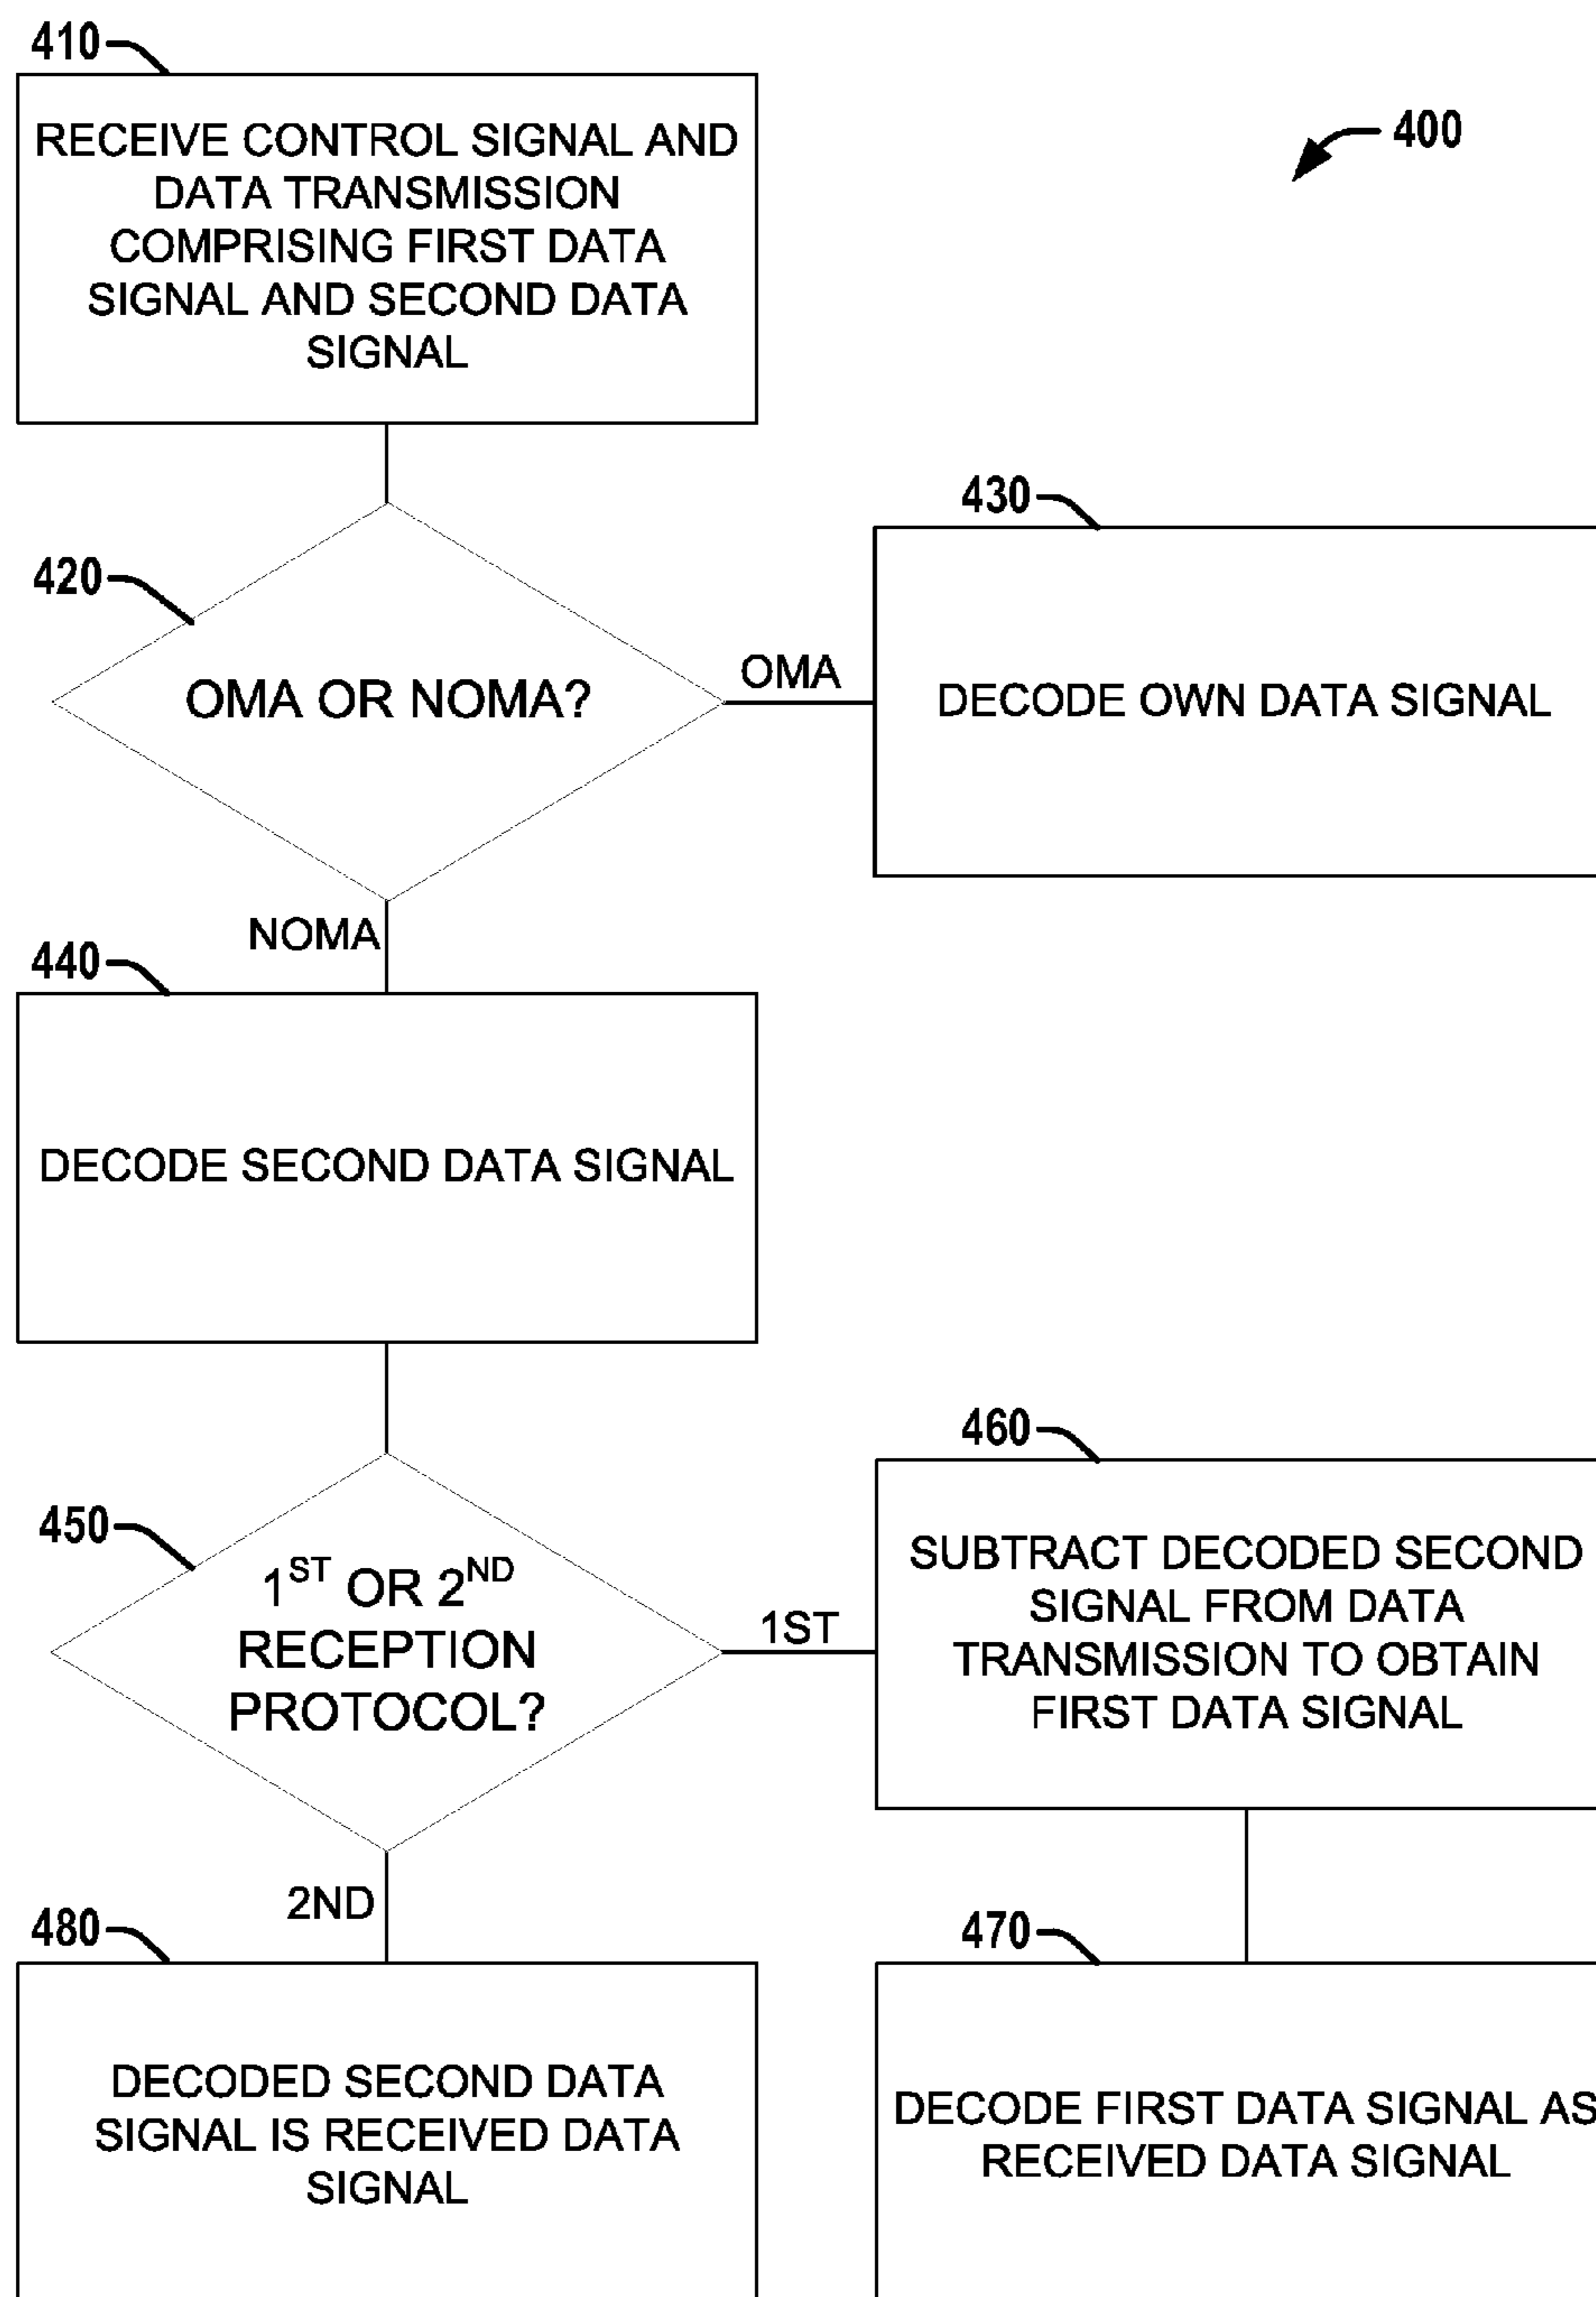 410
RECEIVE CONTROL SIGNAL AND
DATA TRANSMISSION
COMPRISING FIRST DATA
SIGNAL AND SECOND DATA
SIGNAL
400
420
OMA OR NOMA?
OMA
430
DECODE OWN DATA SIGNAL
NOMA
440
DECODE SECOND DATA SIGNAL
450
1ST OR 2ND
RECEPTION
PROTOCOL?
1ST
460
SUBTRACT DECODED SECOND
SIGNAL FROM DATA
TRANSMISSION TO OBTAIN
FIRST DATA SIGNAL
2ND
480
DECODED SECOND DATA
SIGNAL IS RECEIVED DATA
SIGNAL
470
DECODE FIRST DATA SIGNAL AS
RECEIVED DATA SIGNAL